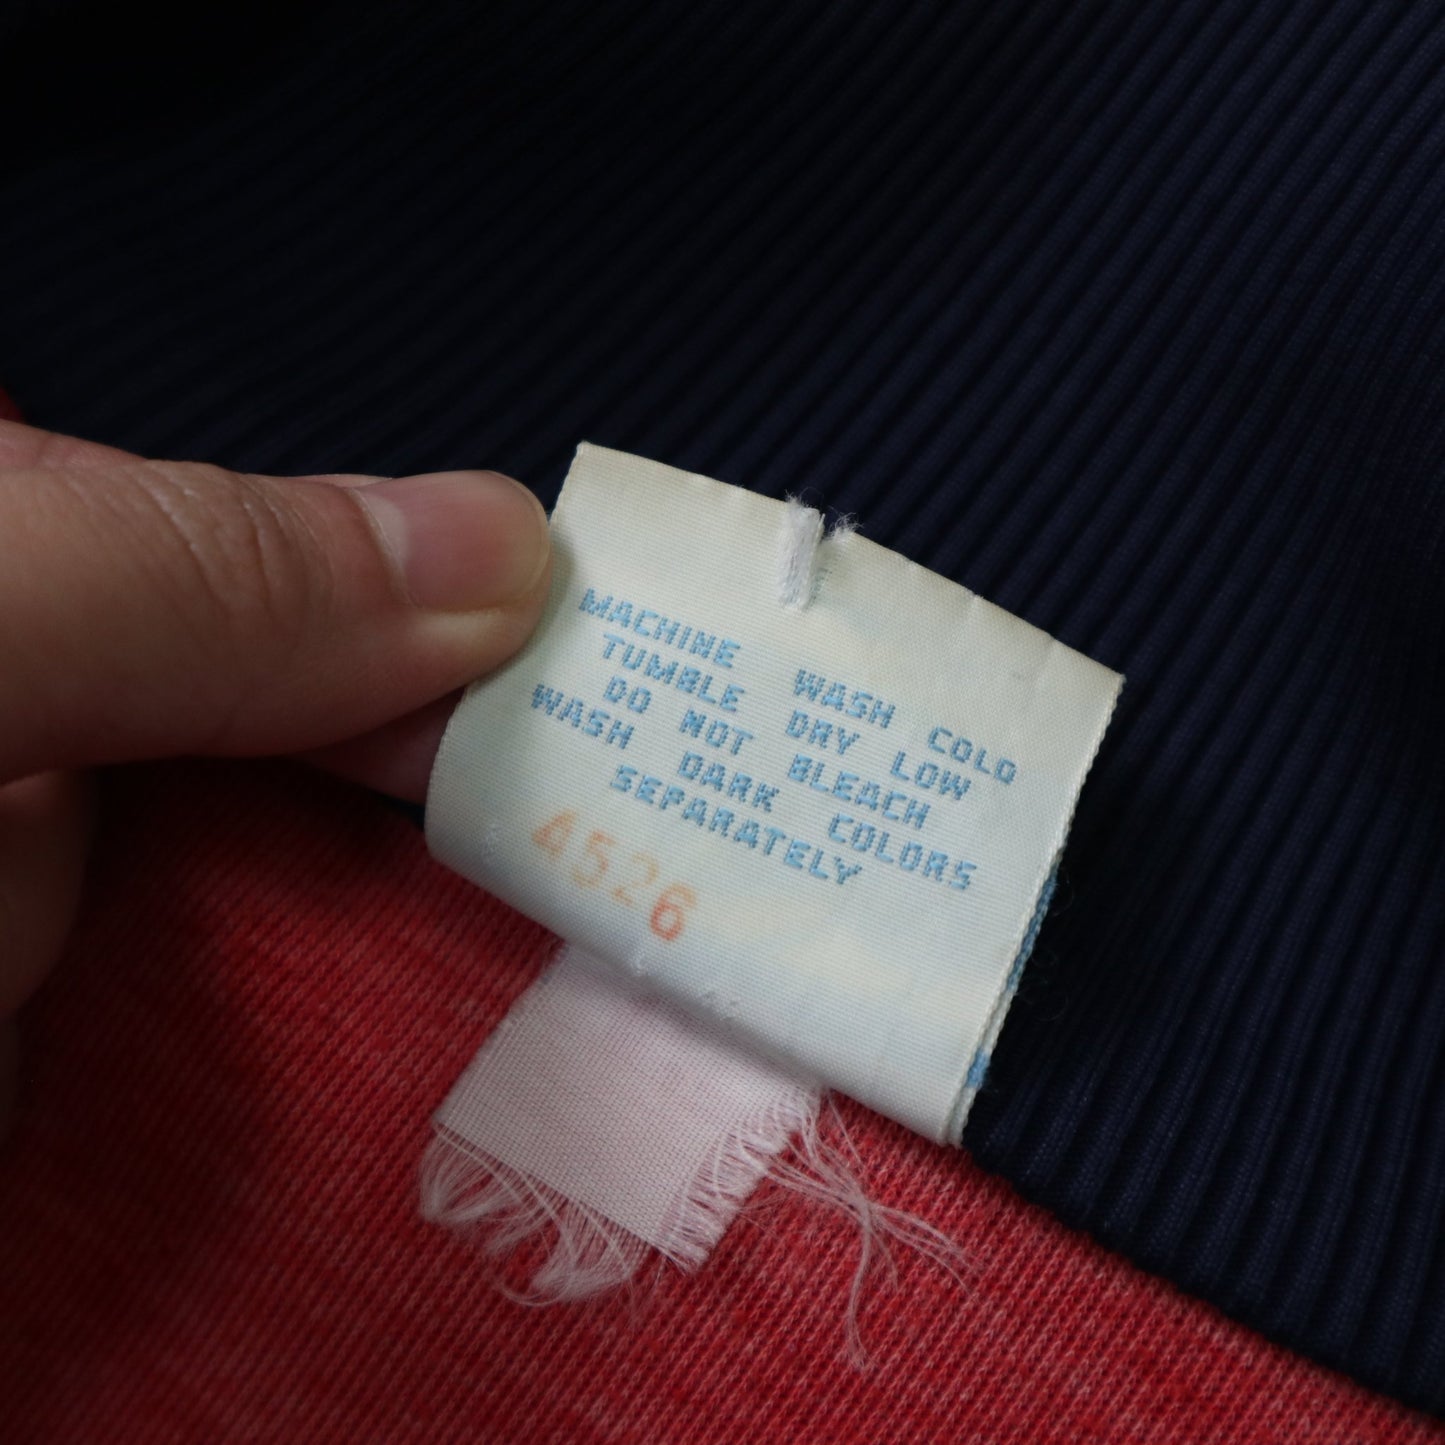 MACHINE WASH COLD
TUMBLE DRY LOW
DO NOT BLEACH
WASH DARK COLORS
SEPARATELY
4526